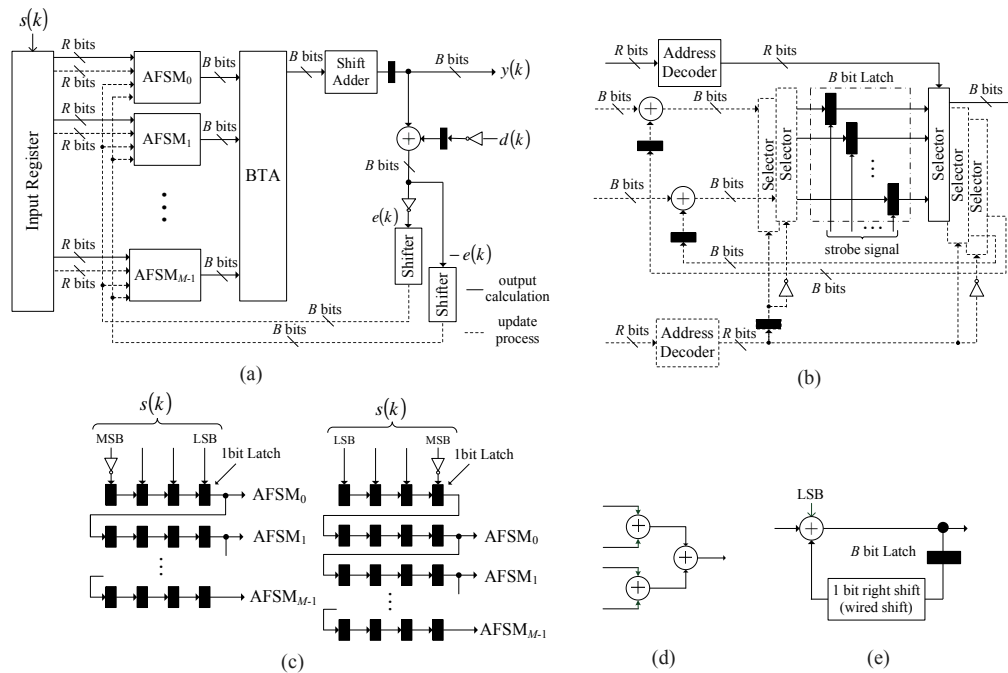 s(k)
R bits
R bits
AFSM0
B bits
B bits
Shift
Adder
B bits
y(k)
R bits
R bits
AFSM1
B bits
BTA
d(k)
B bits
Input Register
e(k)
Shifter
− e(k)
Shifter
R bits
R bits
AFSMM-1
B bits
output
calculation
update
process
B bits
B bits
(a)
R bits
Address
Decoder
R bits
B bit Latch
B bits
B bits
B bits
Selector
Selector
Selector
Selector
Selector
B bits
B bits
strobe signal
B bits
B bits
R bits
Address
Decoder
R bits
(b)
s(k)
MSB
LSB
1bit Latch
AFSM0
AFSM1
AFSMM-1
s(k)
LSB
MSB
1bit Latch
AFSM0
AFSM1
AFSMM-1
(c)
(d)
LSB
B bit Latch
1 bit right shift
(wired shift)
(e)